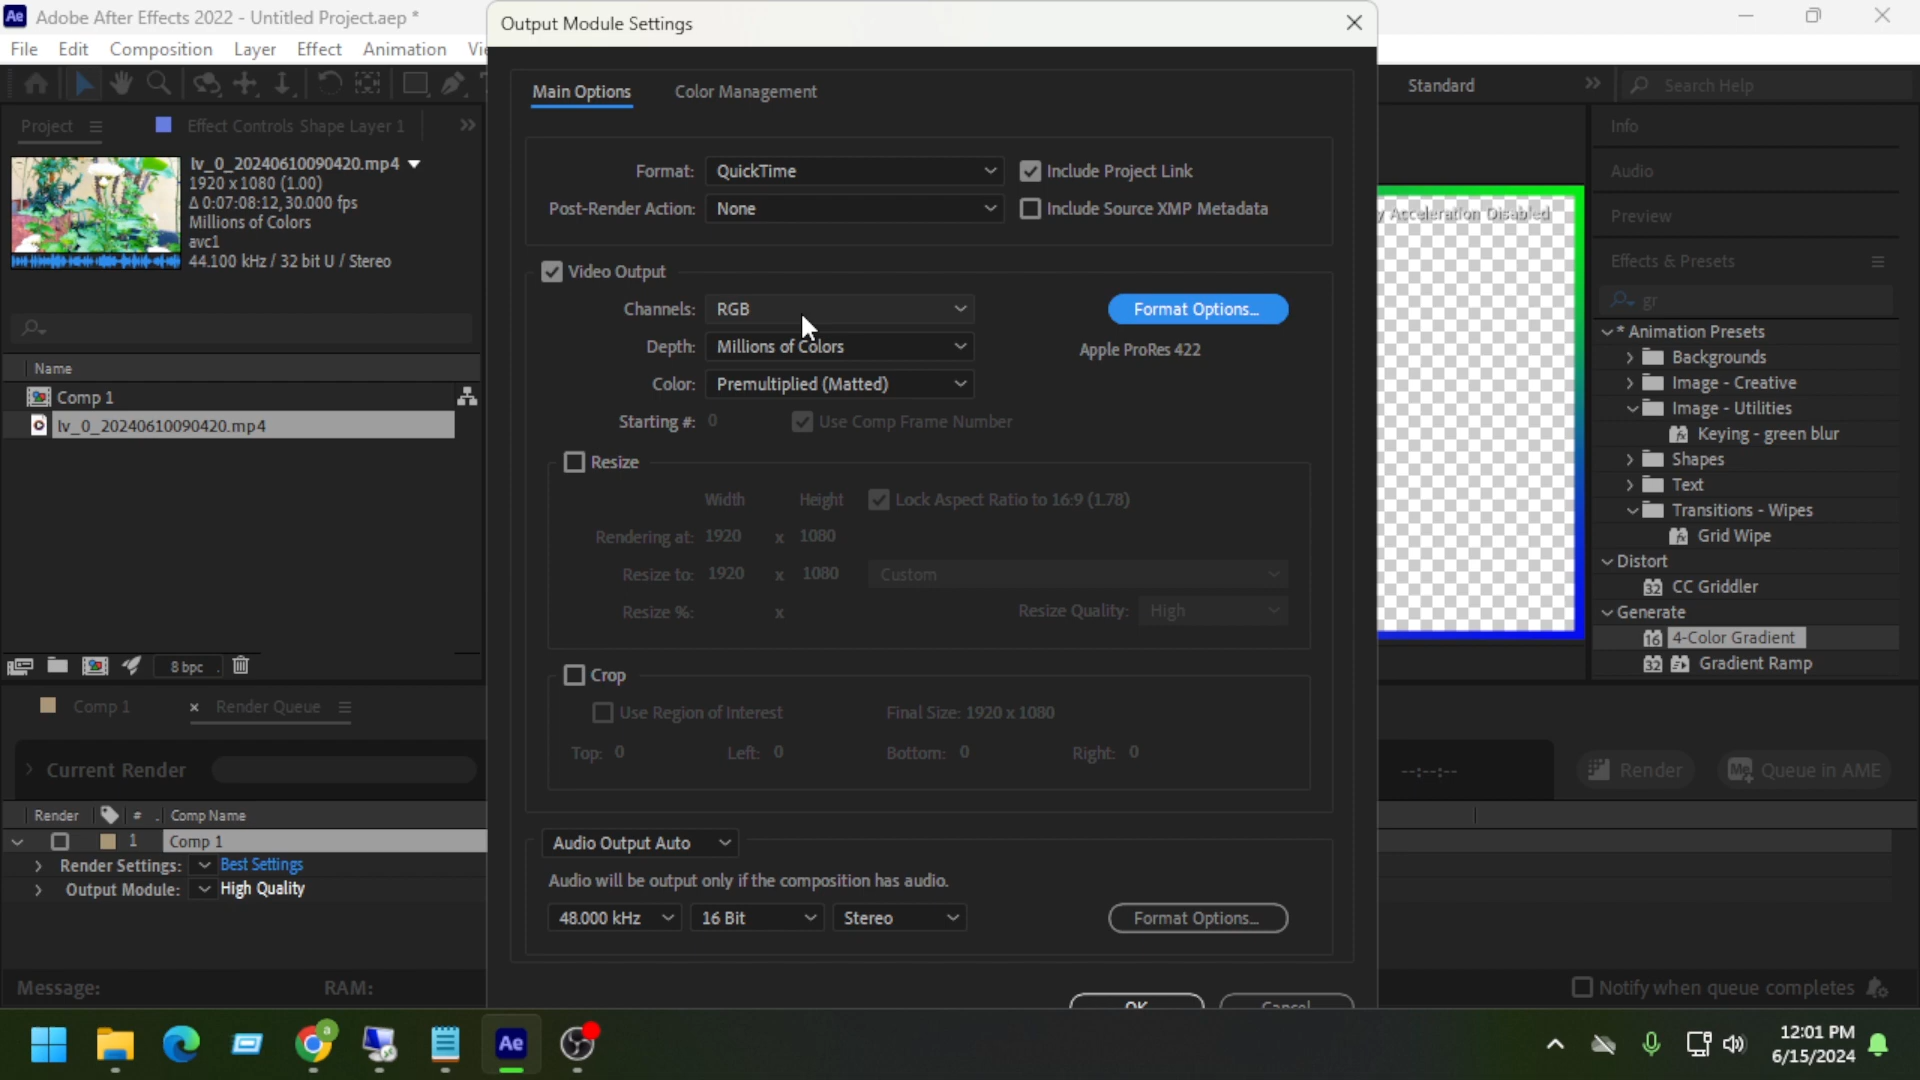 Ae Adobe After Effects 2022 - Untitled Project.aep *
File Edit Composition Layer Effect Animation
Output Module Settings
Main Options Color Management
Format: QuickTime Include Project Link
Post-Render Action: None Include Source XMP Metadata
Video Output
Channels: RGB Format Options...
Depth: Millions of Colors Apple ProRes 422
Color: Premultiplied (Matted)
Starting #: 0 Use Comp Frame Number
Resize
Width Height Lock Aspect Ratio to 16:9 (1.78)
Rendering at: 1920 x 1080
Resize to: 1920 x 1080 Custom
Resize %: x Resize Quality: High
Crop
Use Region of Interest Final Size: 1920 x 1080
Top: 0 Left: 0 Bottom: 0 Right: 0
Audio Output Auto
Audio will be output only if the composition has audio.
48.000 kHz 16 Bit Stereo Format Options...
OK Cancel
Project Effect Controls Shape Layer 1
lv_0_20240610090420.mp4
1920 x 1080 (1.00)
Δ 0:07:08:12, 30.000 fps
Millions of Colors
avc1
44.100 kHz / 32 bit U / Stereo
Name
Comp 1
lv_0_20240610090420.mp4
8 bpc
Comp 1 × Render Queue
Current Render
Render # . Comp Name
1 Comp 1
Render Settings: Best Settings
Output Module: High Quality
Message: RAM:
Standard Search Help
Acceleration Disabled
Info
Audio
Preview
Effects & Presets
gr
* Animation Presets
Backgrounds
Image - Creative
Image - Utilities
Keying - green blur
Shapes
Text
Transitions - Wipes
Grid Wipe
Distort
32 CC Griddler
Generate
16 4-Color Gradient
32 Gradient Ramp
--:--:-- Render Me Queue in AME
Notify when queue completes
a
Ae
12:01 PM
6/15/2024